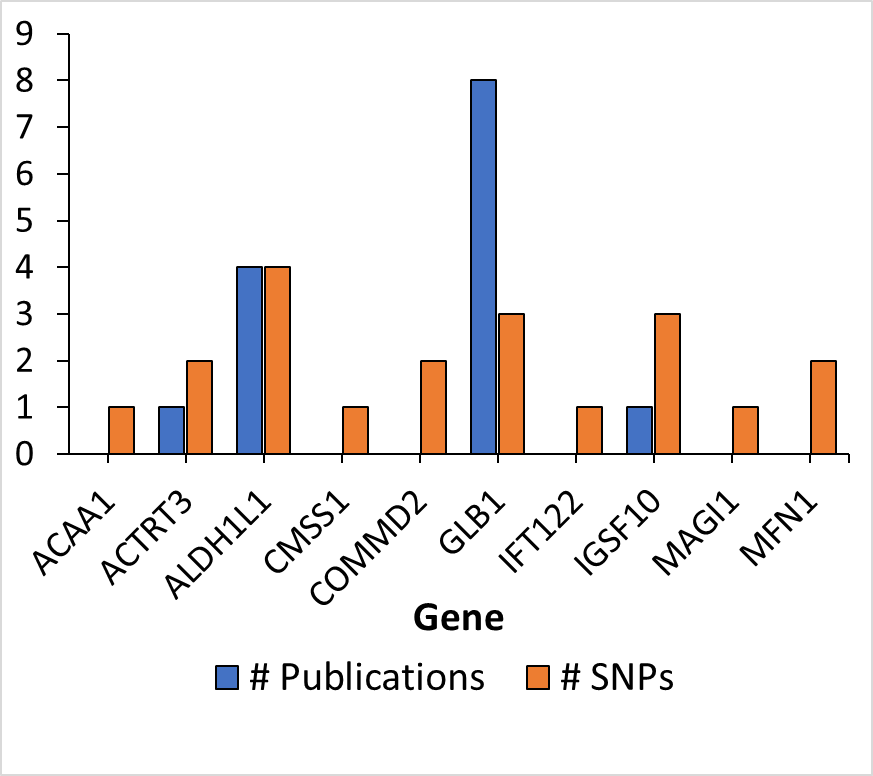 9
8
7
6
5
4
3
2
1
0
ACAA1
ACTRT3
ALDH1L1
CMSS1
COMMD2
GLB1
IFT122
IGSF10
MAGI1
MFN1
Gene
# Publications
# SNPs